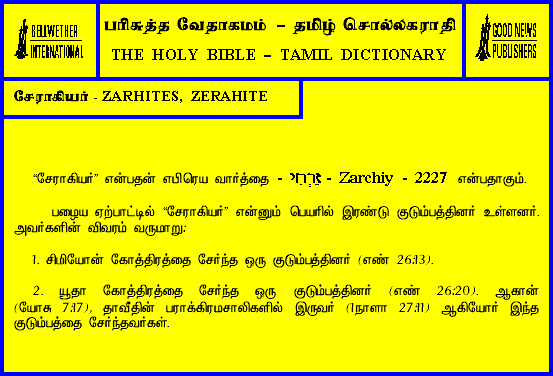 BELLWETHER
INTERNATIONAL
பரிசுத்த வேதாகமம் – தமிழ் சொல்லகராதி
THE HOLY BIBLE – TAMIL DICTIONARY
GOOD NEWS
PUBLISHERS
சேராகியர் - ZARHITES, ZERAHITE
“சேராகியர்” என்பதன் எபிரெய வார்த்தை - זַרְחִי - Zarchiy - 2227 என்பதாகும்.
பழைய ஏற்பாட்டில் “சேராகியர்” என்னும் பெயரில் இரண்டு குடும்பத்தினர் உள்ளனர்.
அவர்களின் விவரம் வருமாறு:
1. சிமியோன் கோத்திரத்தை சேர்ந்த ஒரு குடும்பத்தினர் (எண் 26:13).
2. யூதா கோத்திரத்தை சேர்ந்த ஒரு குடும்பத்தினர் (எண் 26:20). ஆகான்
(யோசு 7:17), தாவீதின் பராக்கிரமசாலிகளில் இருவர் (1நாளா 27:11) ஆகியோர் இந்த
குடும்பத்தை சேர்ந்தவர்கள்.